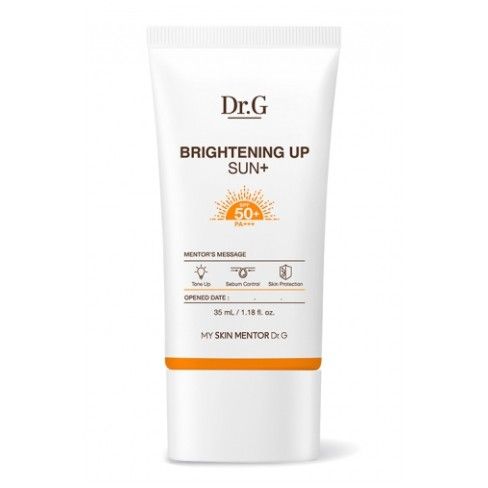 Dr.G
BRIGHTENING UP
SUN+
SPF
50+
PA+++
MENTOR'S MESSAGE
Tone Up
Sebum Control
Skin Protection
OPENED DATE : . .
35 mL / 1.18 fl. oz.
MY SKIN MENTOR Dr.G